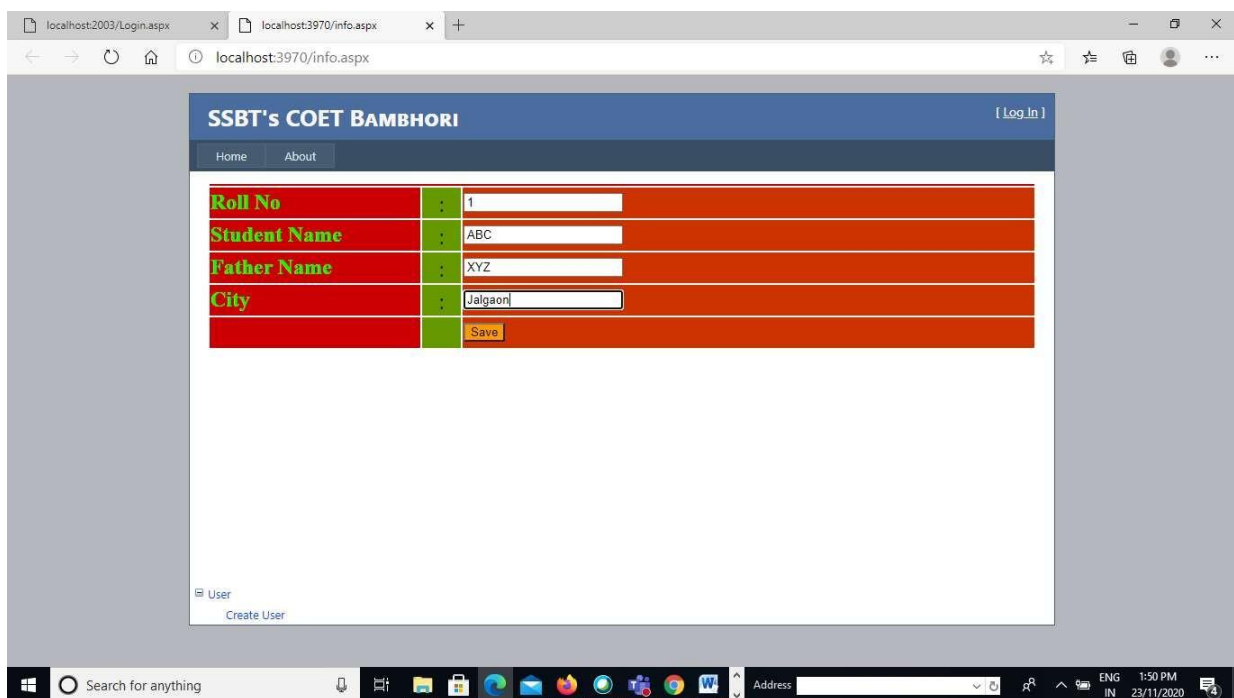 localhost:2003/Login.aspx
localhost:3970/info.aspx
localhost:3970/info.aspx
SSBT's COET BAMBHORI
[ Log In ]
Home About
Roll No : 1
Student Name : ABC
Father Name : XYZ
City : Jalgaon
Save
User
Create User
Search for anything
Address
ENG
IN
1:50 PM
23/11/2020
4